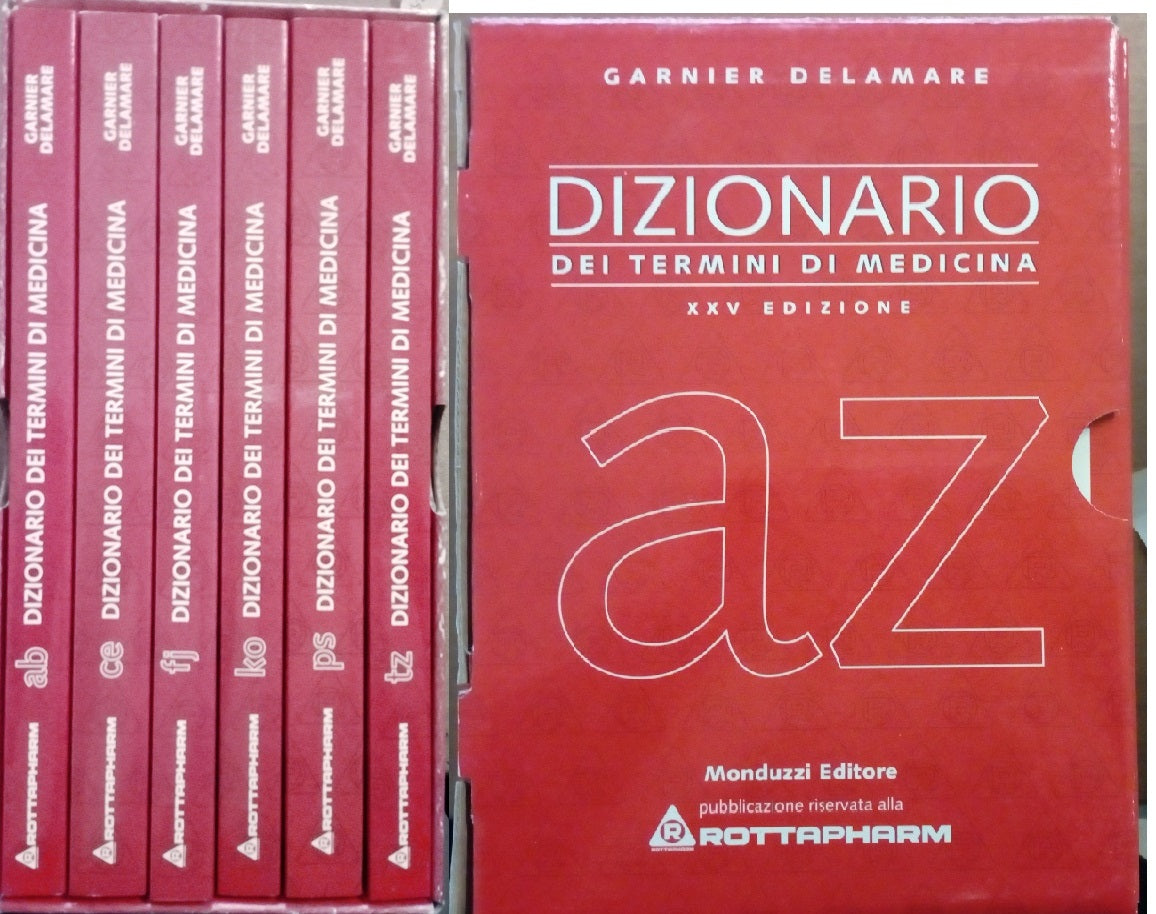 GARNIER
DELAMARE
DIZIONARIO DEI TERMINI DI MEDICINA
ab
ROTTAPHARM
GARNIER
DELAMARE
DIZIONARIO DEI TERMINI DI MEDICINA
ce
ROTTAPHARM
GARNIER
DELAMARE
DIZIONARIO DEI TERMINI DI MEDICINA
fj
ROTTAPHARM
GARNIER
DELAMARE
DIZIONARIO DEI TERMINI DI MEDICINA
ko
ROTTAPHARM
GARNIER
DELAMARE
DIZIONARIO DEI TERMINI DI MEDICINA
ps
ROTTAPHARM
GARNIER
DELAMARE
DIZIONARIO DEI TERMINI DI MEDICINA
tz
ROTTAPHARM
GARNIER DELAMARE
DIZIONARIO
DEI TERMINI DI MEDICINA
XXV EDIZIONE
az
Monduzzi Editore
pubblicazione riservata alla
R ROTTAPHARM
ROTTAPHARM